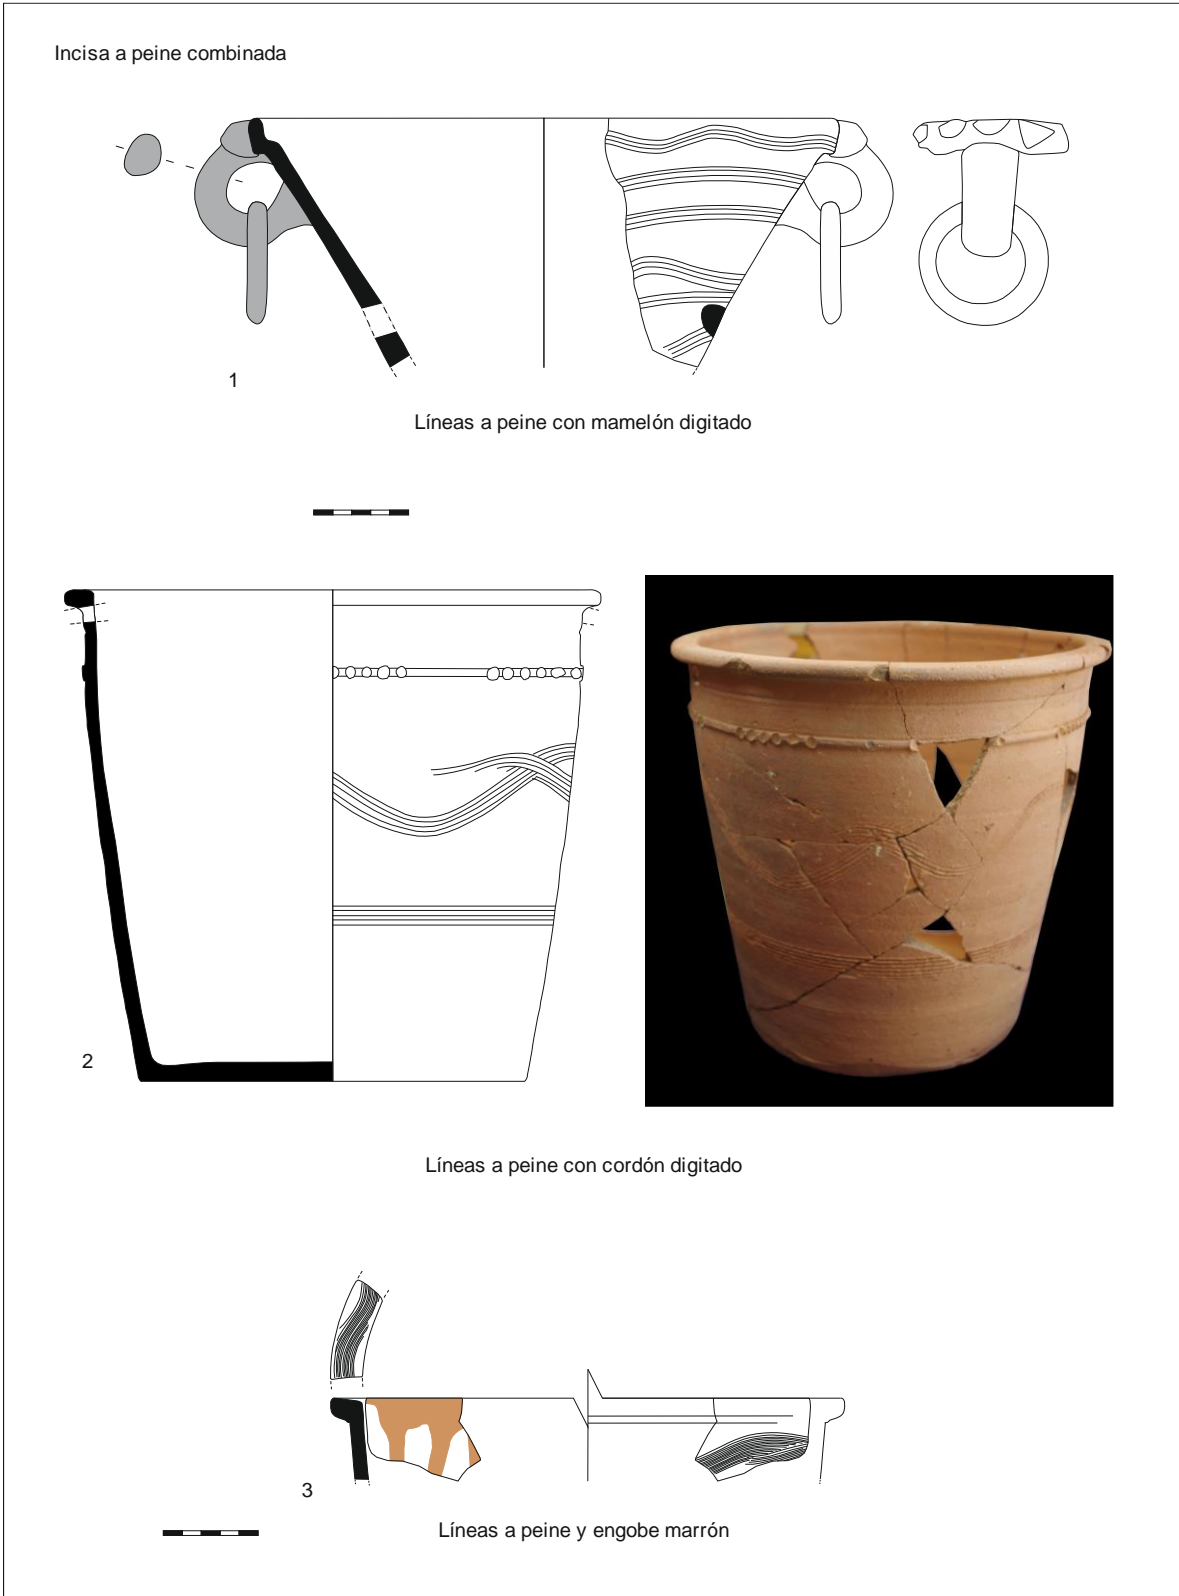 Incisa a peine combinada
1
Líneas a peine con mamelón digitado
2
Líneas a peine con cordón digitado
3
Líneas a peine y engobe marrón